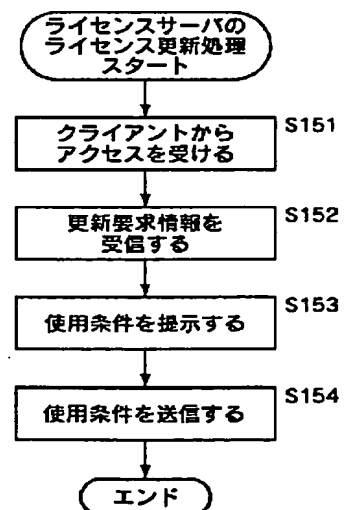 ライセンスサーバの
ライセンス更新処理
スタート
クライアントから
アクセスを受ける
S151
更新要求情報を
受信する
S152
使用条件を提示する
S153
使用条件を送信する
S154
エンド